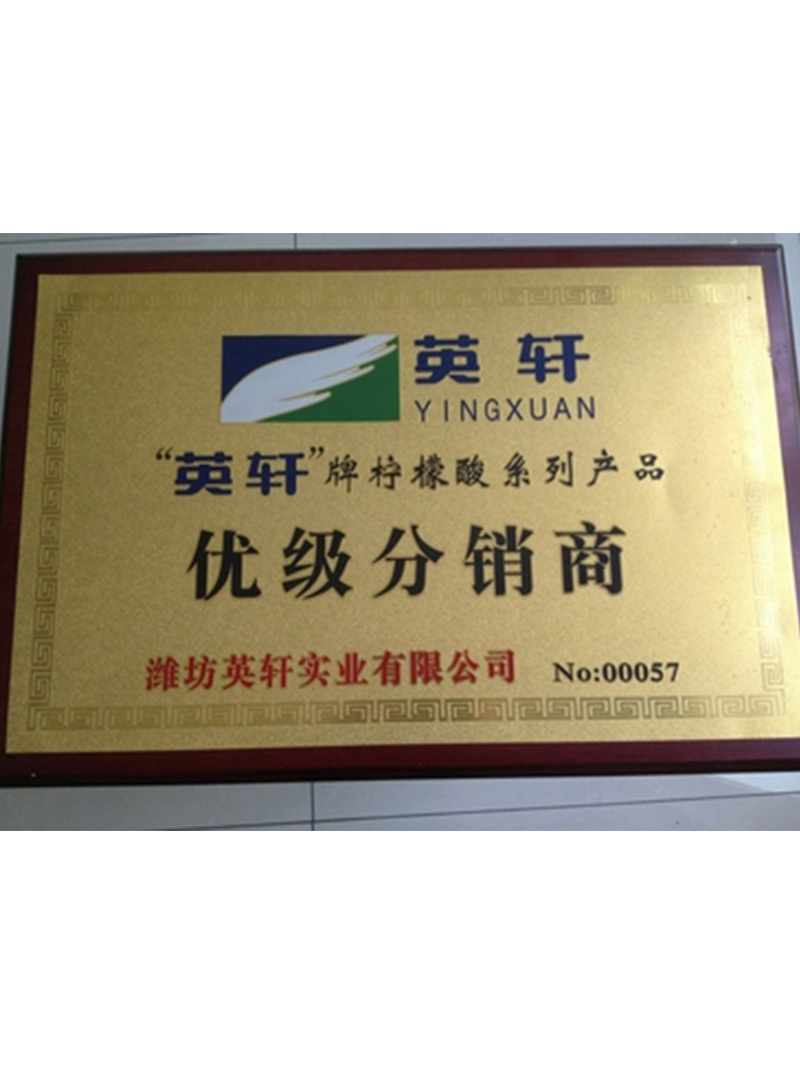 英轩
YINGXUAN
“英轩”牌柠檬酸系列产品
优级分销商
潍坊英轩实业有限公司 No:00057